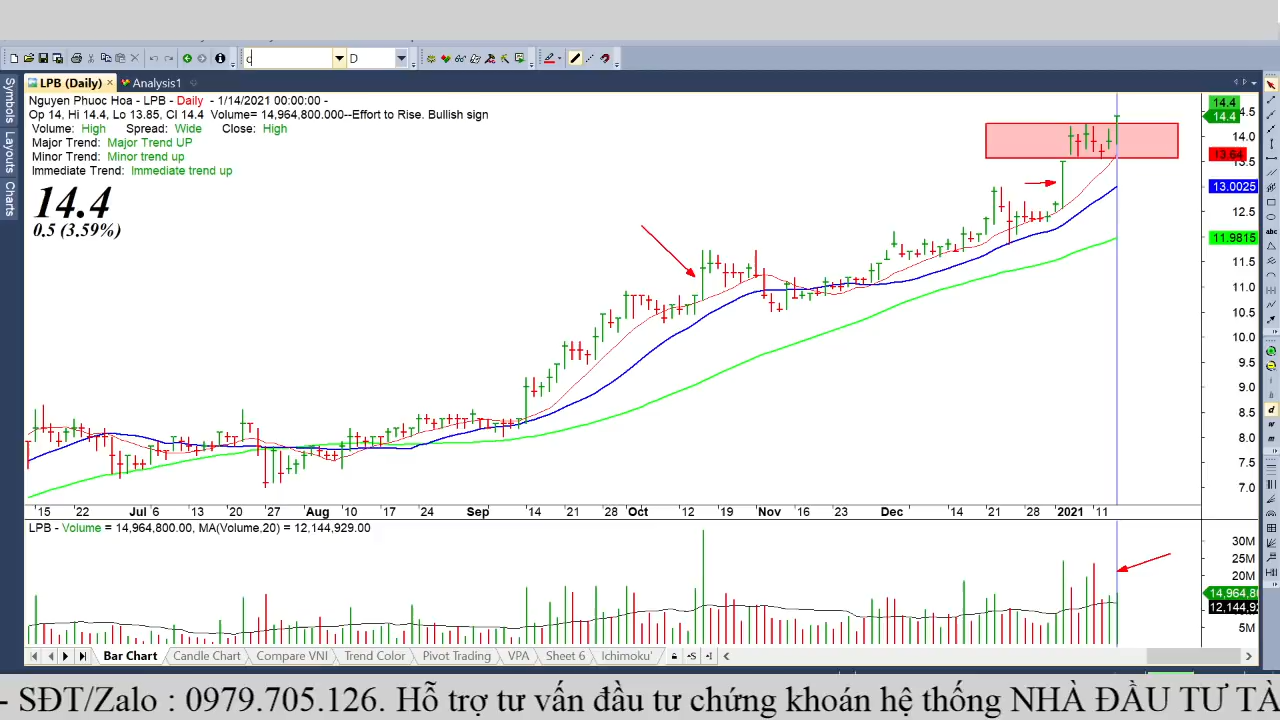 c
D
LPB (Daily) ×
Analysis1
Symbols
Layouts
Charts
Nguyen Phuoc Hoa - LPB - Daily - 1/14/2021 00:00:00 -
Op 14, Hi 14.4, Lo 13.85, Cl 14.4 Volume= 14,964,800.000--Effort to Rise. Bullish sign
Volume: High Spread: Wide Close: High
Major Trend: Major Trend UP
Minor Trend: Minor trend up
Immediate Trend: Immediate trend up
14.4
0.5 (3.59%)
14.4
14.4
14.0
13.64
13.5
13.0025
12.5
11.9815
11.5
11.0
10.5
10.0
9.5
9.0
8.5
8.0
7.5
7.0
15 22 Jul 6 13 20 27 Aug 10 17 24 Sep 14 21 28 Oct 12 19 Nov 16 23 Dec 14 21 28 2021 11
LPB - Volume = 14,964,800.00, MA(Volume,20) = 12,144,929.00
30M
25M
20M
14,964,80
12,144,92
5M
Bar Chart Candle Chart Compare VNI Trend Color Pivot Trading VPA Sheet 6 Ichimoku'
abc
d
w
m
- SĐT/Zalo : 0979.705.126. Hỗ trợ tư vấn đầu tư chứng khoán hệ thống NHÀ ĐẦU TƯ TÀ